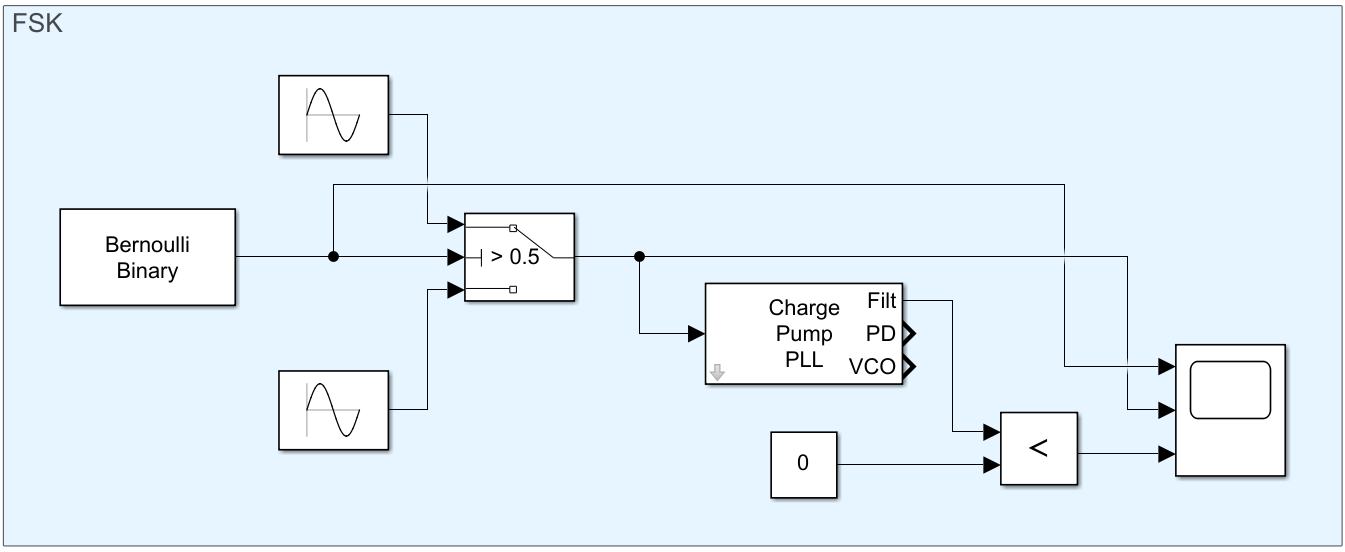 FSK
Bernoulli
Binary
> 0.5
Charge
Pump
PLL
Filt
PD
VCO
0
<